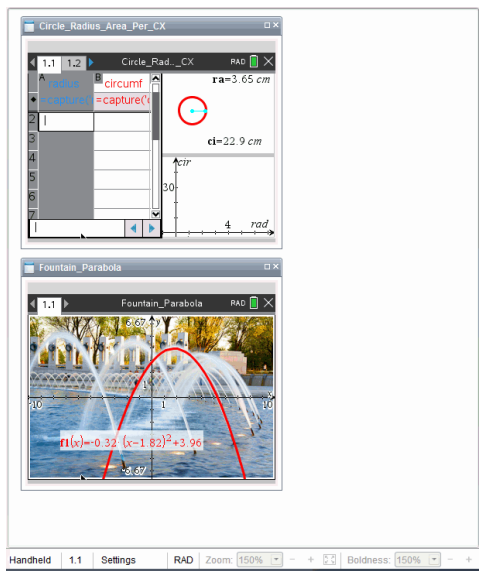 Circle_Radius_Area_Per_CX
1.1 1.2 Circle_Rad.._CX RAD
A radius B circumf
=capture('r =capture('c
2
3
4
5
6
7
ra=3.65 cm
ci=22.9 cm
cir
30
4 rad
Fountain_Parabola
1.1 Fountain_Parabola RAD
6.67 y
1
-10 1 10
f1(x)=-0.32·(x-1.82)²+3.96
-6.67
Handheld 1.1 Settings RAD Zoom: 150% - + Boldness: 150% - +